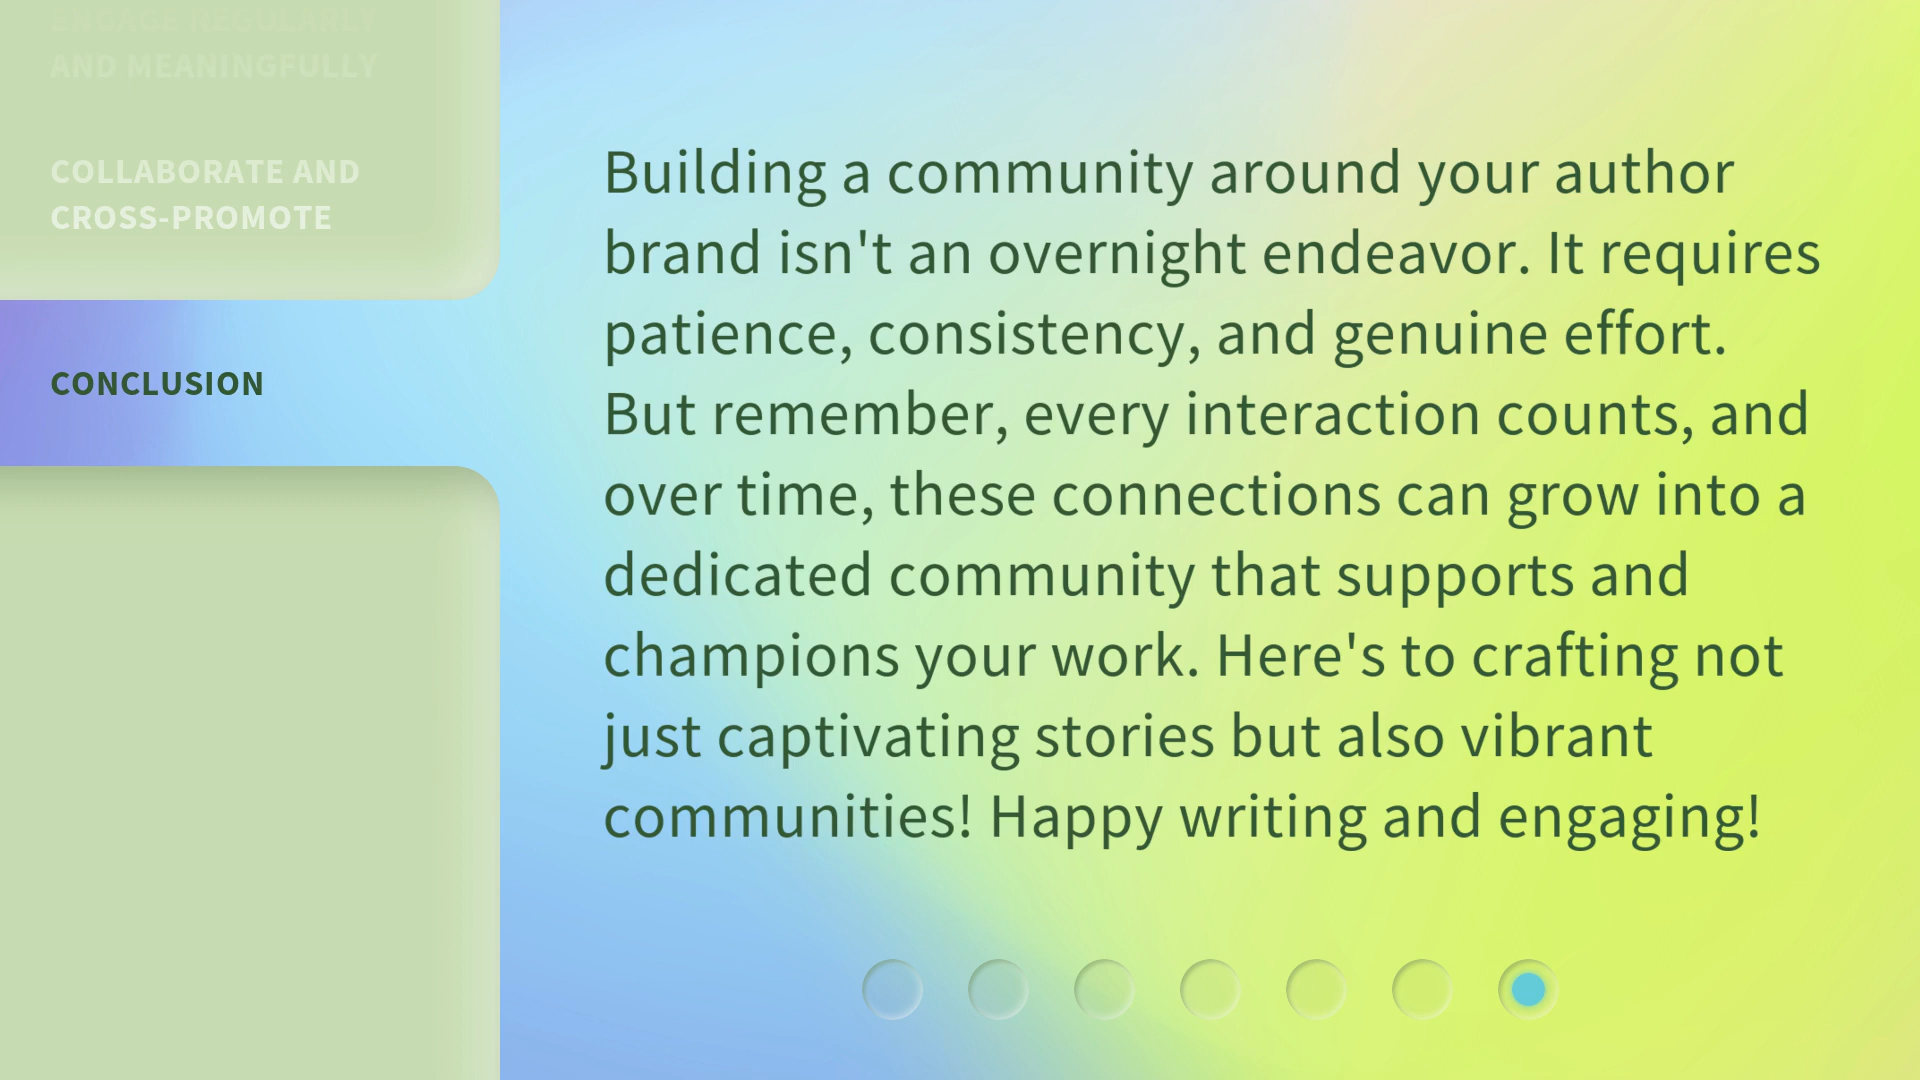 ENGAGE REGULARLY
AND MEANINGFULLY
COLLABORATE AND
CROSS-PROMOTE
CONCLUSION
Building a community around your author
brand isn't an overnight endeavor. It requires
patience, consistency, and genuine effort.
But remember, every interaction counts, and
over time, these connections can grow into a
dedicated community that supports and
champions your work. Here's to crafting not
just captivating stories but also vibrant
communities! Happy writing and engaging!